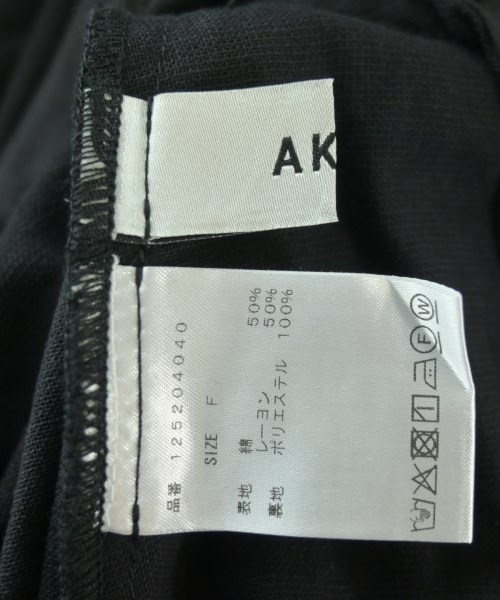 AK
品番 125204040
SIZE F
表地 綿 50%
レーヨン 50%
裏地 ポリエステル 100%